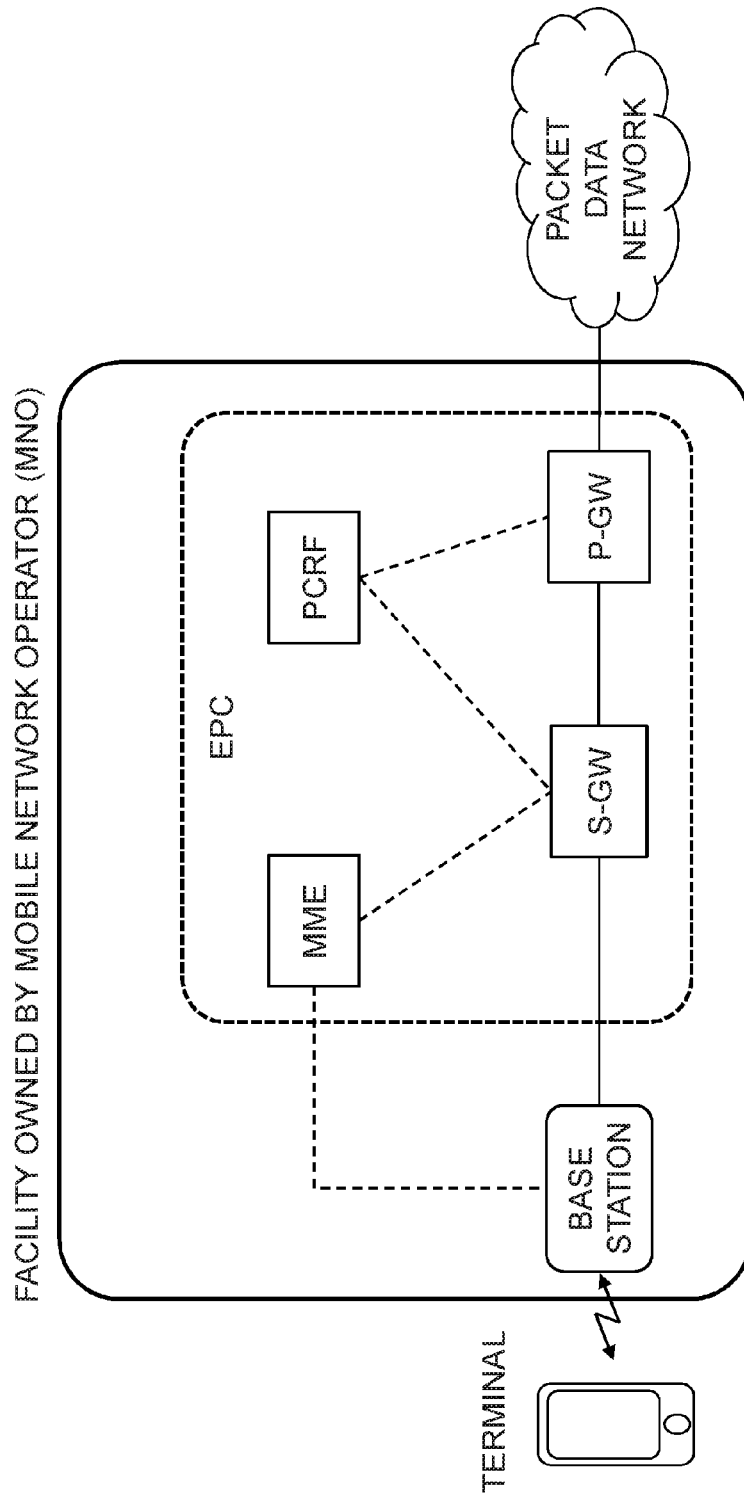 FACILITY OWNED BY MOBILE NETWORK OPERATOR (MNO)
EPC
MME
PCRF
S-GW
P-GW
BASE
STATION
TERMINAL
PACKET
DATA
NETWORK